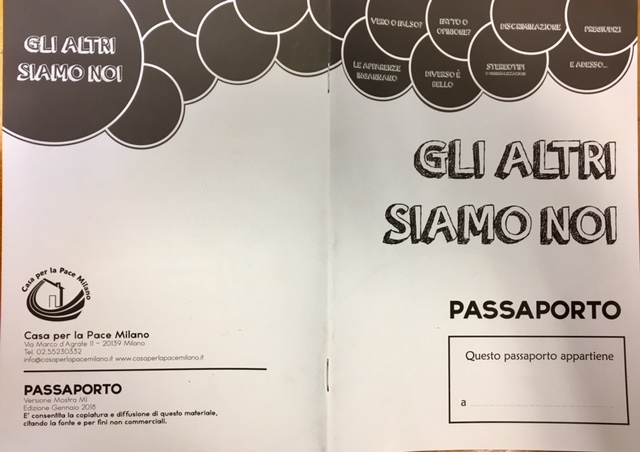 GLI ALTRI
SIAMO NOI
Casa per la Pace Milano
Casa per la Pace Milano
Via Marco d'Agrate 11 - 20139 Milano
Tel. 02.55230332
info@casaperlapacemilano.it www.casaperlapacemilano.it
PASSAPORTO
Versione Mostra MI
Edizione Gennaio 2018
E' consentita la copiatura e diffusione di questo materiale,
citando la fonte e per fini non commerciali.
VERO O FALSO?
FATTO O
OPINIONE?
DISCRIMINAZIONE
PREGIUDIZI
LE APPARENZE
INGANNANO
DIVERSO È
BELLO
STEREOTIPI
O GENERALIZZAZIONI
E ADESSO...
GLI ALTRI
SIAMO NOI
PASSAPORTO
Questo passaporto appartiene
a